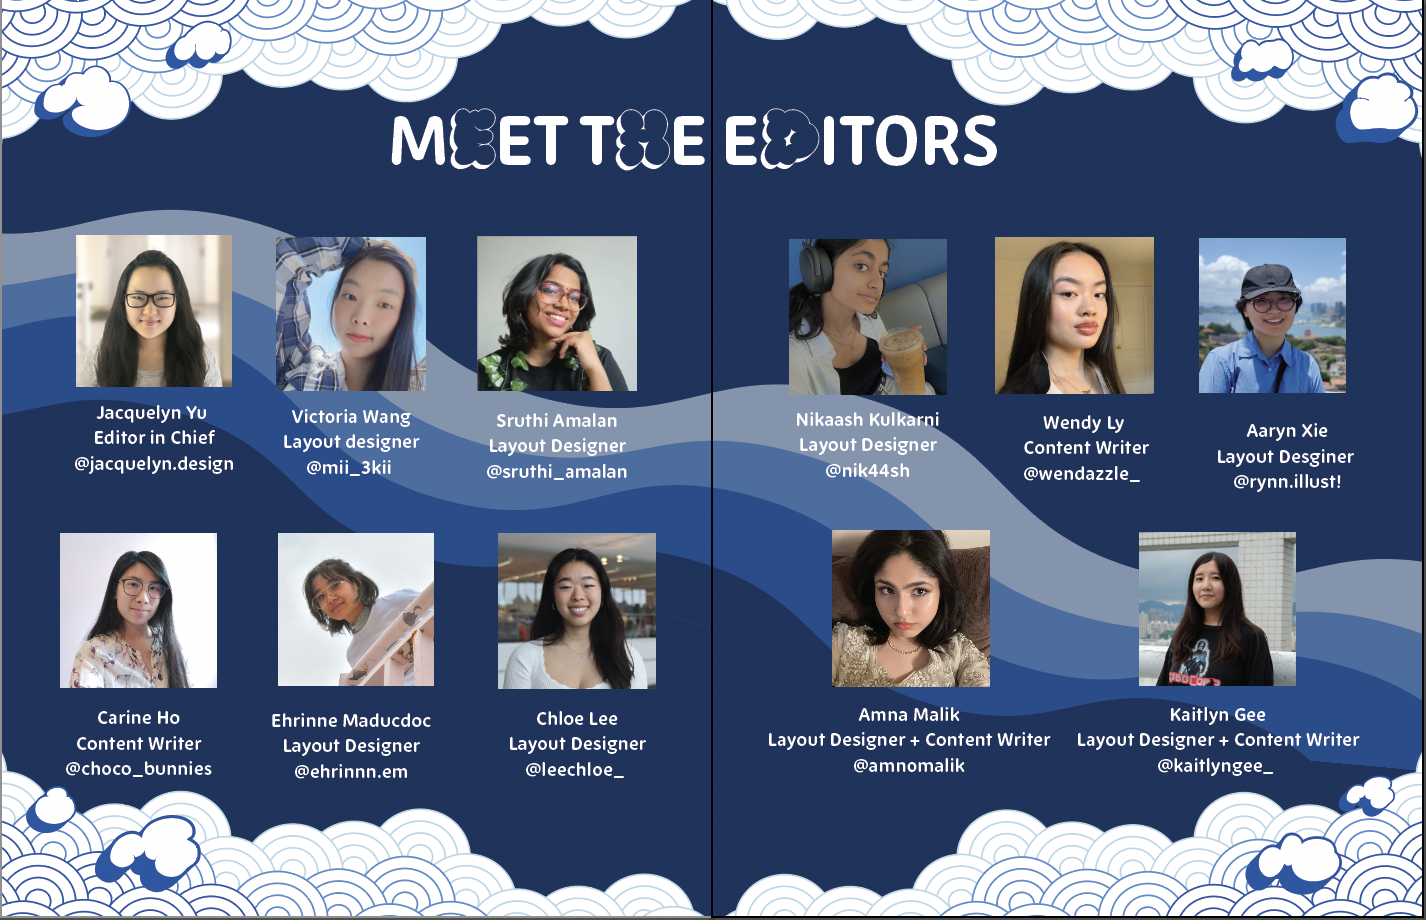 MEET THE EDITORS
Jacquelyn Yu
Editor in Chief
@jacquelyn.design
Victoria Wang
Layout designer
@mii_3kii
Sruthi Amalan
Layout Designer
@sruthi_amalan
Nikaash Kulkarni
Layout Designer
@nik44sh
Wendy Ly
Content Writer
@wendazzle_
Aaryn Xie
Layout Desginer
@rynn.illust!
Carine Ho
Content Writer
@choco_bunnies
Ehrinne Maducdoc
Layout Designer
@ehrinnn.em
Chloe Lee
Layout Designer
@leechloe_
Amna Malik
Layout Designer + Content Writer
@amnomalik
Kaitlyn Gee
Layout Designer + Content Writer
@kaitlyngee_